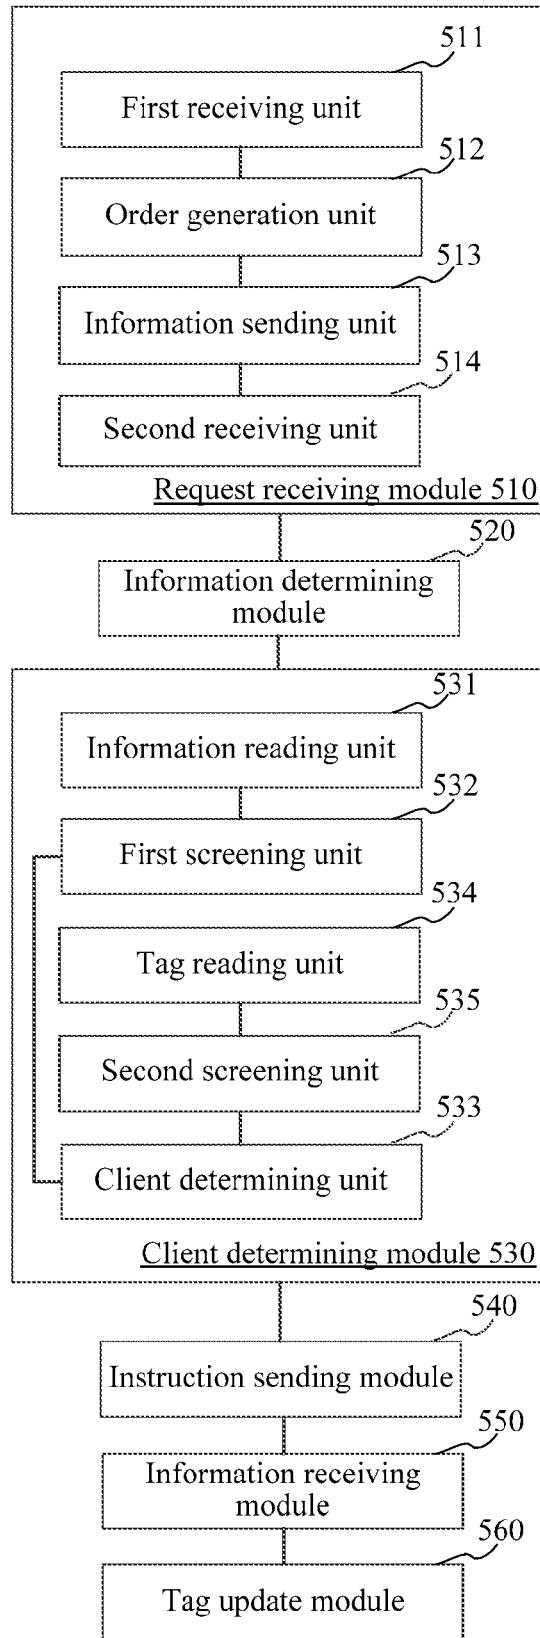 511
First receiving unit
512
Order generation unit
513
Information sending unit
514
Second receiving unit
Request receiving module 510
520
Information determining
module
531
Information reading unit
532
First screening unit
534
Tag reading unit
535
Second screening unit
533
Client determining unit
Client determining module 530
540
Instruction sending module
550
Information receiving
module
560
Tag update module